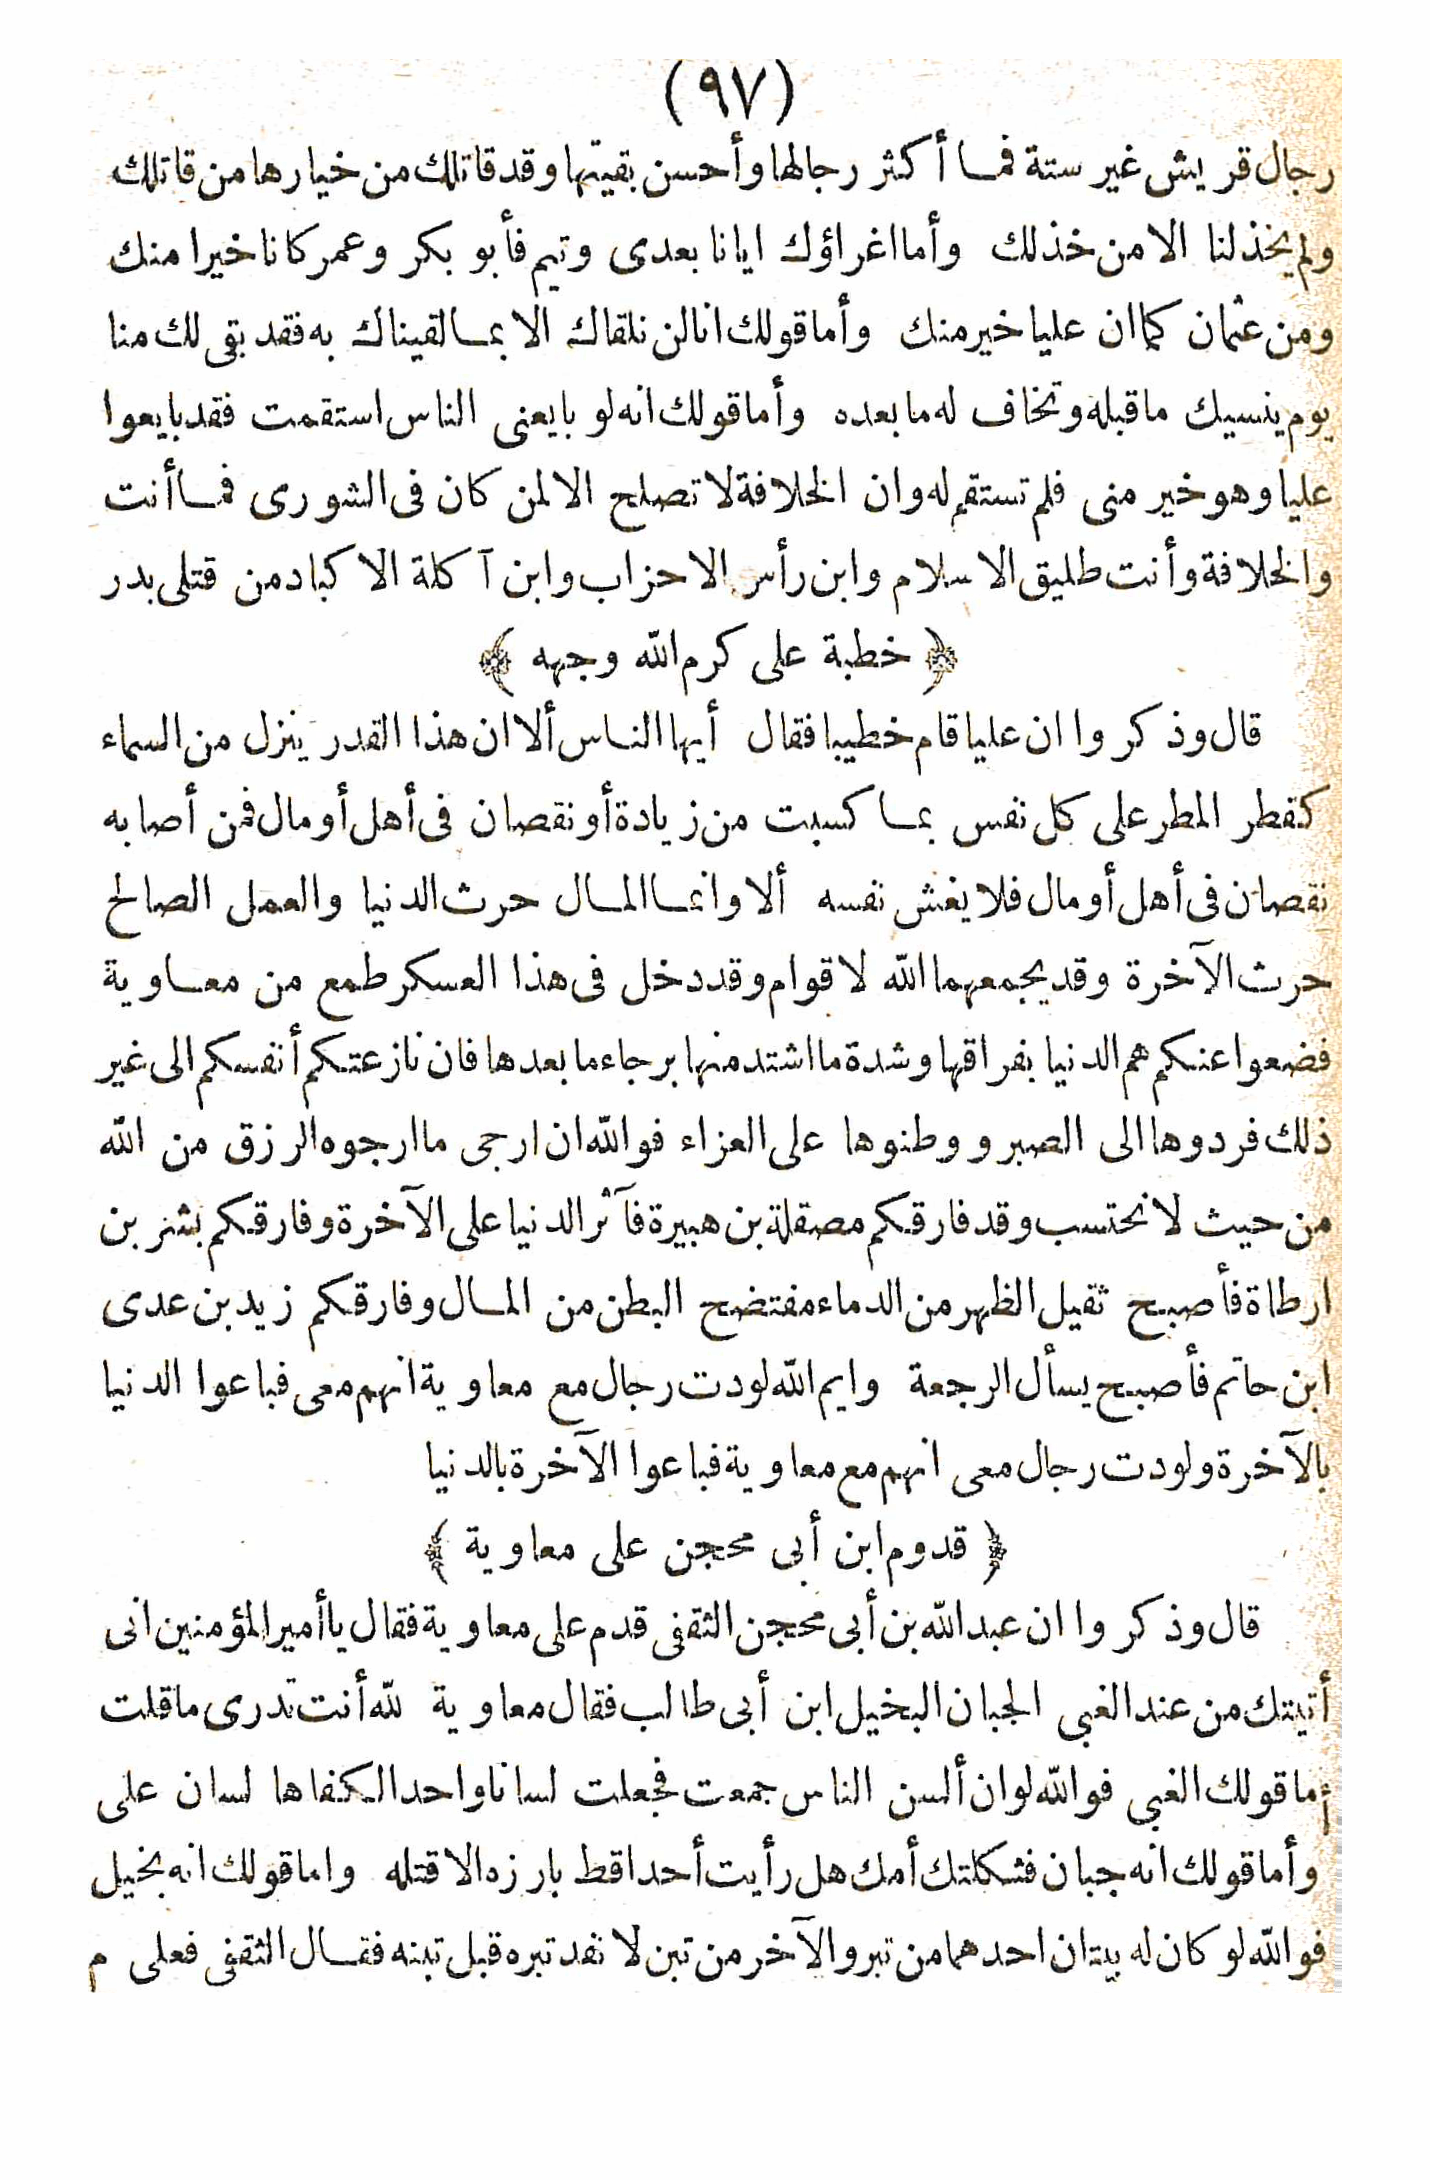 (٩٧)
رجال قريش غير ستة فما أكثر رجالها وأحسن بقيتها وقد قاتلك من خيارها من قاتلك
ولم يخذلنا الا من خذلك وأما اغراؤك ايانا بعدى وتيم فأبو بكر وعمر كانا خيرا منك
ومن عثمان كما ان عليا خير منك وأما قولك انا لن نلقاك الا بما لقيناك به فقد بقى لك منا
يوم ينسيك ما قبله وتخاف له ما بعده وأما قولك انه لو بايعنى الناس استقمت فقد بايعوا
عليا وهو خير منى فلم تستقم له وان الخلافة لا تصلح الا لمن كان فى الشورى فما أنت
والخلافة وأنت طليق الاسلام وابن رأس الاحزاب وابن آكلة الاكباد من قتلى بدر
﴿ خطبة على كرم الله وجهه ﴾
قال وذكروا ان عليا قام خطيبا فقال أيها الناس ألا ان هذا القدر ينزل من السماء
كقطر المطر على كل نفس بما كسبت من زيادة أو نقصان فى أهل أو مال فمن أصابه
نقصان فى أهل أو مال فلا يغش نفسه ألا وانما المال حرث الدنيا والعمل الصالح
حرث الآخرة وقد يجمعهما الله لاقوام وقد دخل فى هذا العسكر طمع من معاوية
فضعوا عنكم هم الدنيا بفراقها وشدة ما اشتد منها برجاء ما بعدها فان نازعتكم أنفسكم الى غير
ذلك فردوها الى الصبر ووطنوها على العزاء فوالله ان ارجى ما ارجوه الرزق من الله
من حيث لا نحتسب وقد فارقكم مصقلة بن هبيرة فآثر الدنيا على الآخرة وفارقكم بشر بن
ارطاة فأصبح ثقيل الظهر من الدماء مفتضح البطن من المال وفارقكم زيد بن عدى
ابن حاتم فأصبح يسأل الرجعة وايم الله لودت رجال مع معاوية انهم معى فباعوا الدنيا
بالآخرة ولودت رجال معى انهم مع معاوية فباعوا الآخرة بالدنيا
﴿ قدوم ابن أبى محجن على معاوية ﴾
قال وذكروا ان عبد الله بن أبى محجن الثقفى قدم على معاوية فقال يا أمير المؤمنين انى
أتيتك من عند الغبى الجبان البخيل ابن أبى طالب فقال معاوية لله أنت تدرى ما قلت
أما قولك الغبى فوالله لو ان ألسن الناس جمعت فجعلت لسانا واحدا لكفاها لسان على
وأما قولك انه جبان فثكلتك أمك هل رأيت أحدا قط بارزه الا قتله واما قولك انه بخيل
فوالله لو كان له بيتان احدهما من تبر والآخر من تبن لانفد تبره قبل تبنه فقال الثقفى فعلى م